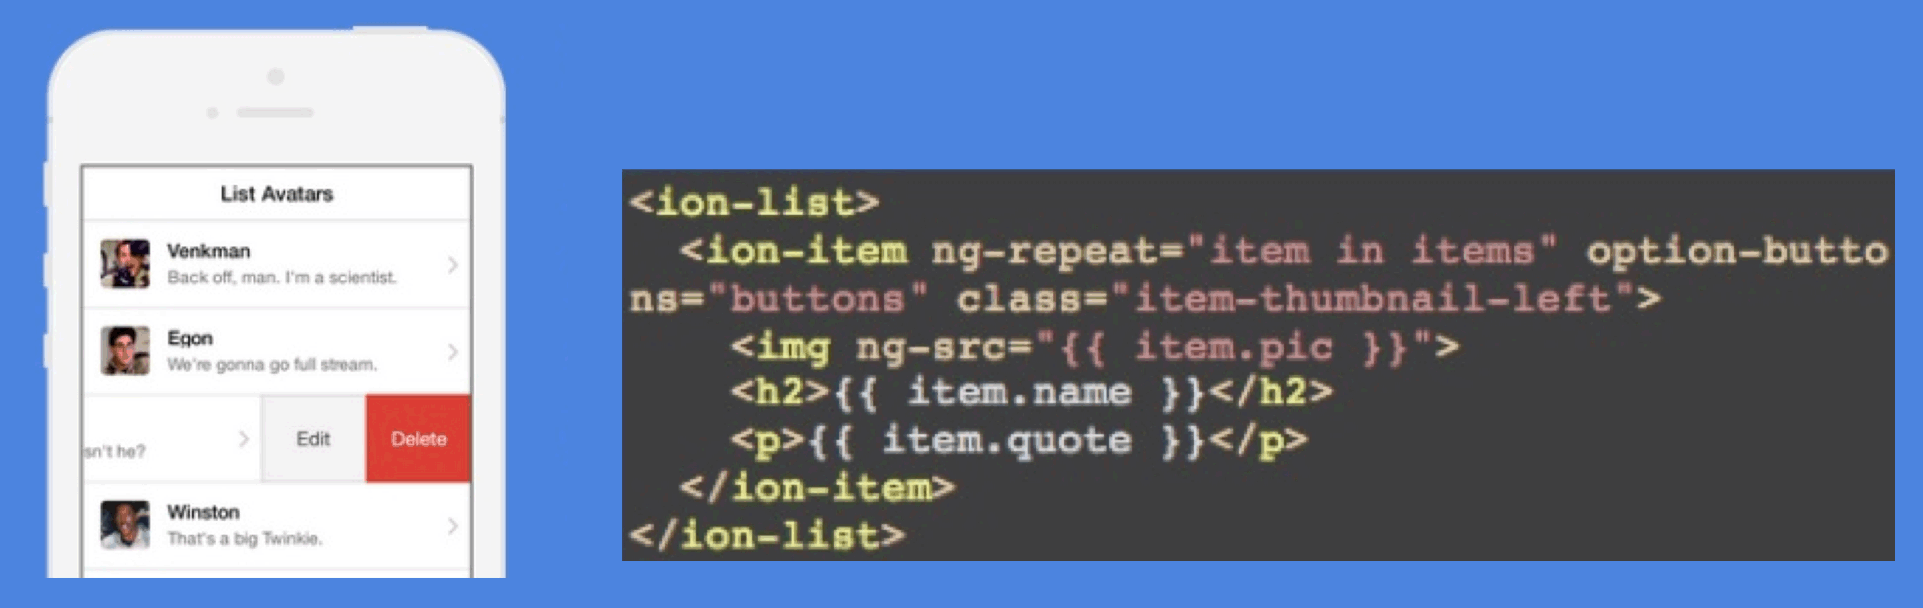 List Avatars
Venkman
Back off, man. I'm a scientist.
Egon
We're gonna go full stream.
sn't he?
Edit
Delete
Winston
That's a big Twinkie.
<ion-list>
<ion-item ng-repeat="item in items" option-butto
ns="buttons" class="item-thumbnail-left">
<img ng-src="{{ item.pic }}">
<h2>{{ item.name }}</h2>
<p>{{ item.quote }}</p>
</ion-item>
</ion-list>